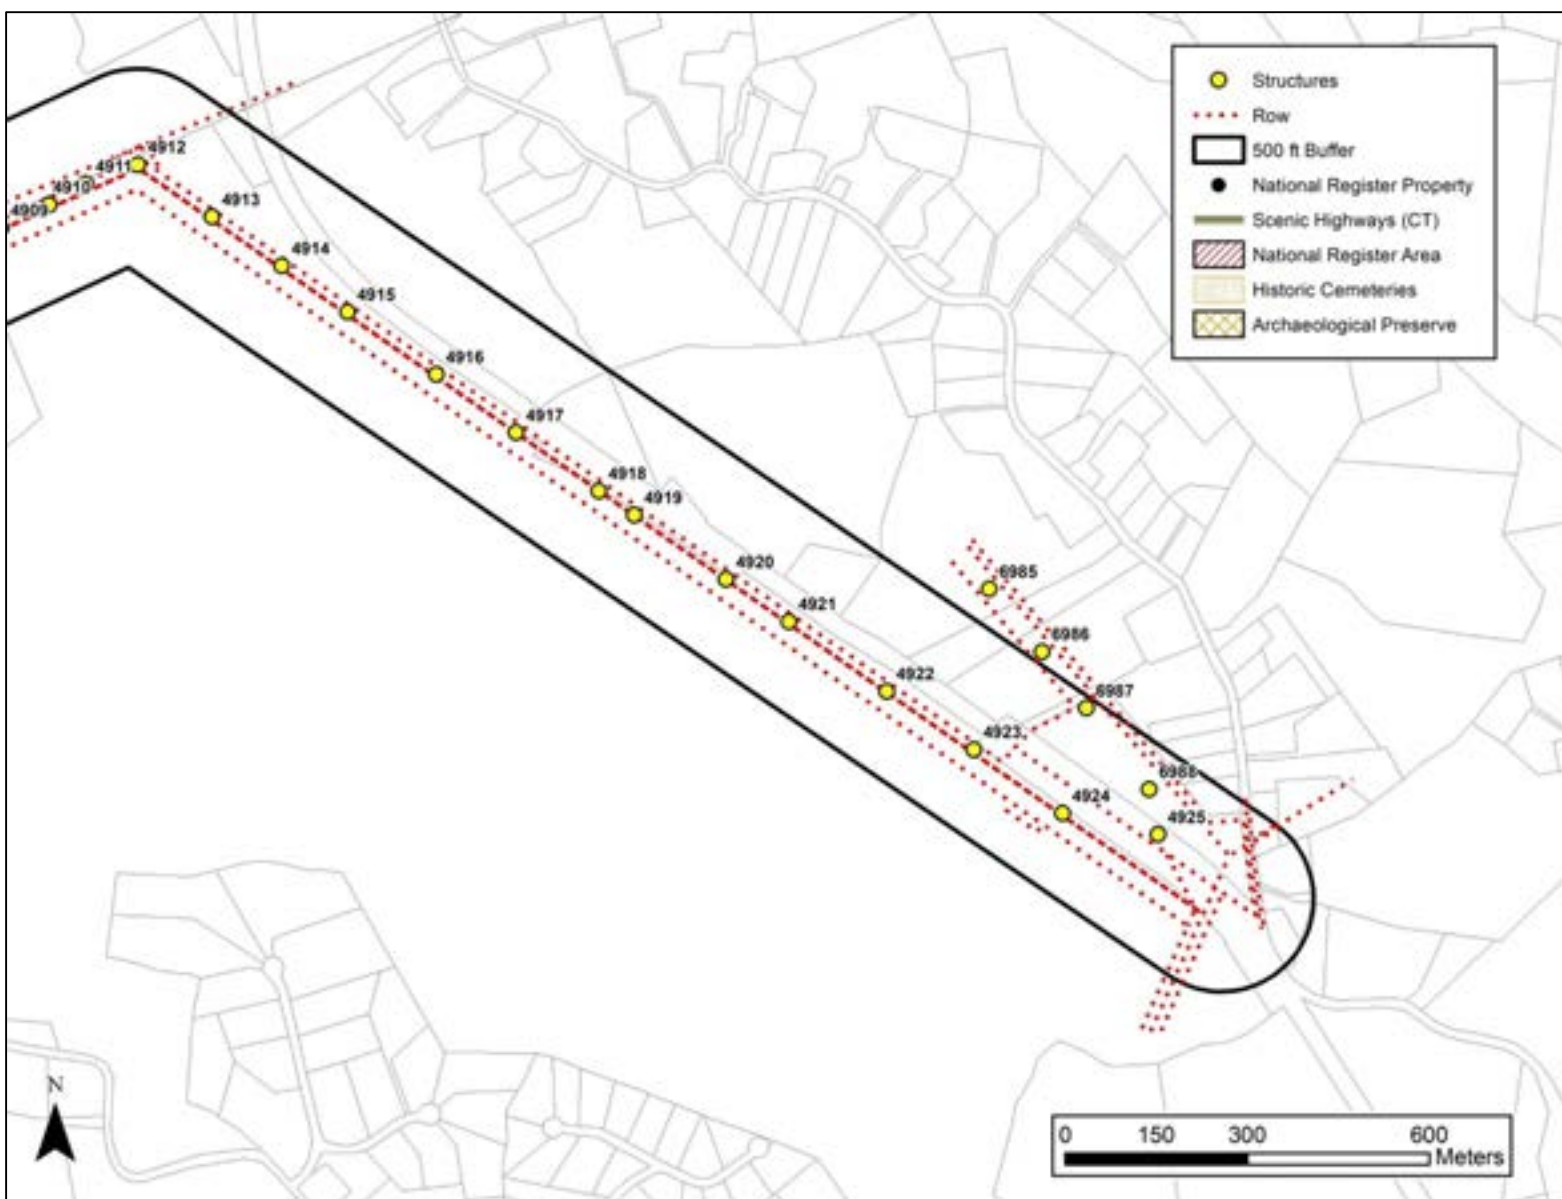 Structures
Row
500 ft Buffer
National Register Property
Scenic Highways (CT)
National Register Area
Historic Cemeteries
Archaeological Preserve
4912
4911
4910
4909
4913
4914
4915
4916
4917
4918
4919
4920
6985
4921
6986
4922
6987
4923
6988
4924
4925
N
0 150 300 600
Meters